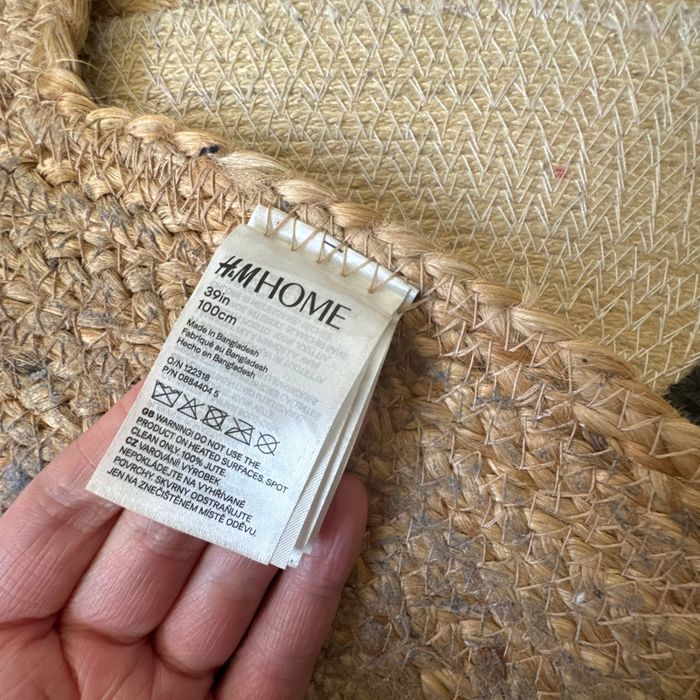 H&M HOME
39in
100cm
Made in Bangladesh
Fabriqué au Bangladesh
Hecho en Bangladesh
O/N 122318
P/N 0884404 5
GB WARNING! DO NOT USE THE
PRODUCT ON HEATED SURFACES. SPOT
CLEAN ONLY. 100% JUTE.
CZ VAROVÁNÍ! VÝROBEK
NEPOKLÁDEJTE NA VYHŘÍVANÉ
POVRCHY. SKVRNY ODSTRAŇUJTE
JEN NA ZNEČIŠTĚNÉM MÍSTĚ ODĚVU.